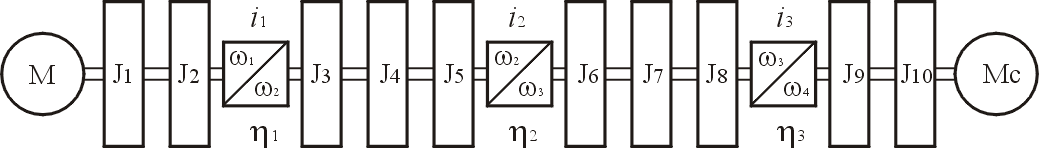 i₁ i₂ i₃
M J1 J2 ω₁ ω₂ J3 J4 J5 ω₂ ω₃ J6 J7 J8 ω₃ ω₄ J9 J10 Mc
η₁ η₂ η₃